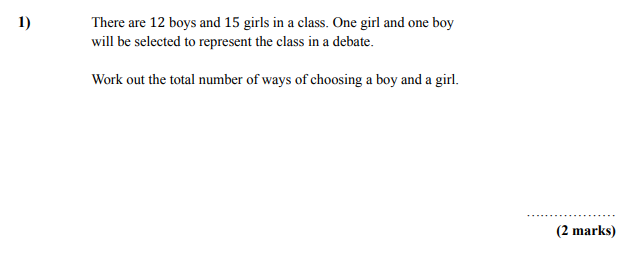 1) There are 12 boys and 15 girls in a class. One girl and one boy
will be selected to represent the class in a debate.
Work out the total number of ways of choosing a boy and a girl.
...................
(2 marks)